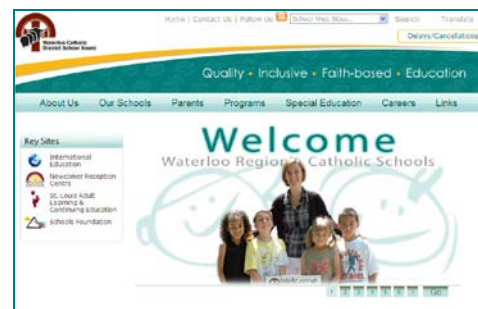 Home | Contact Us | Follow Us School Web Sites... Search Translate
Waterloo Catholic
District School Board
Delays/Cancellations
Quality • Inclusive • Faith-based • Education
About Us Our Schools Parents Programs Special Education Careers Links
Key Sites
International
Education
Newcomer Reception
Centre
St. Louis Adult
Learning &
Continuing Education
Schools Foundation
Welcome
Waterloo Region's Catholic Schools
Welcome
1 2 3 4 5 6 7 GO